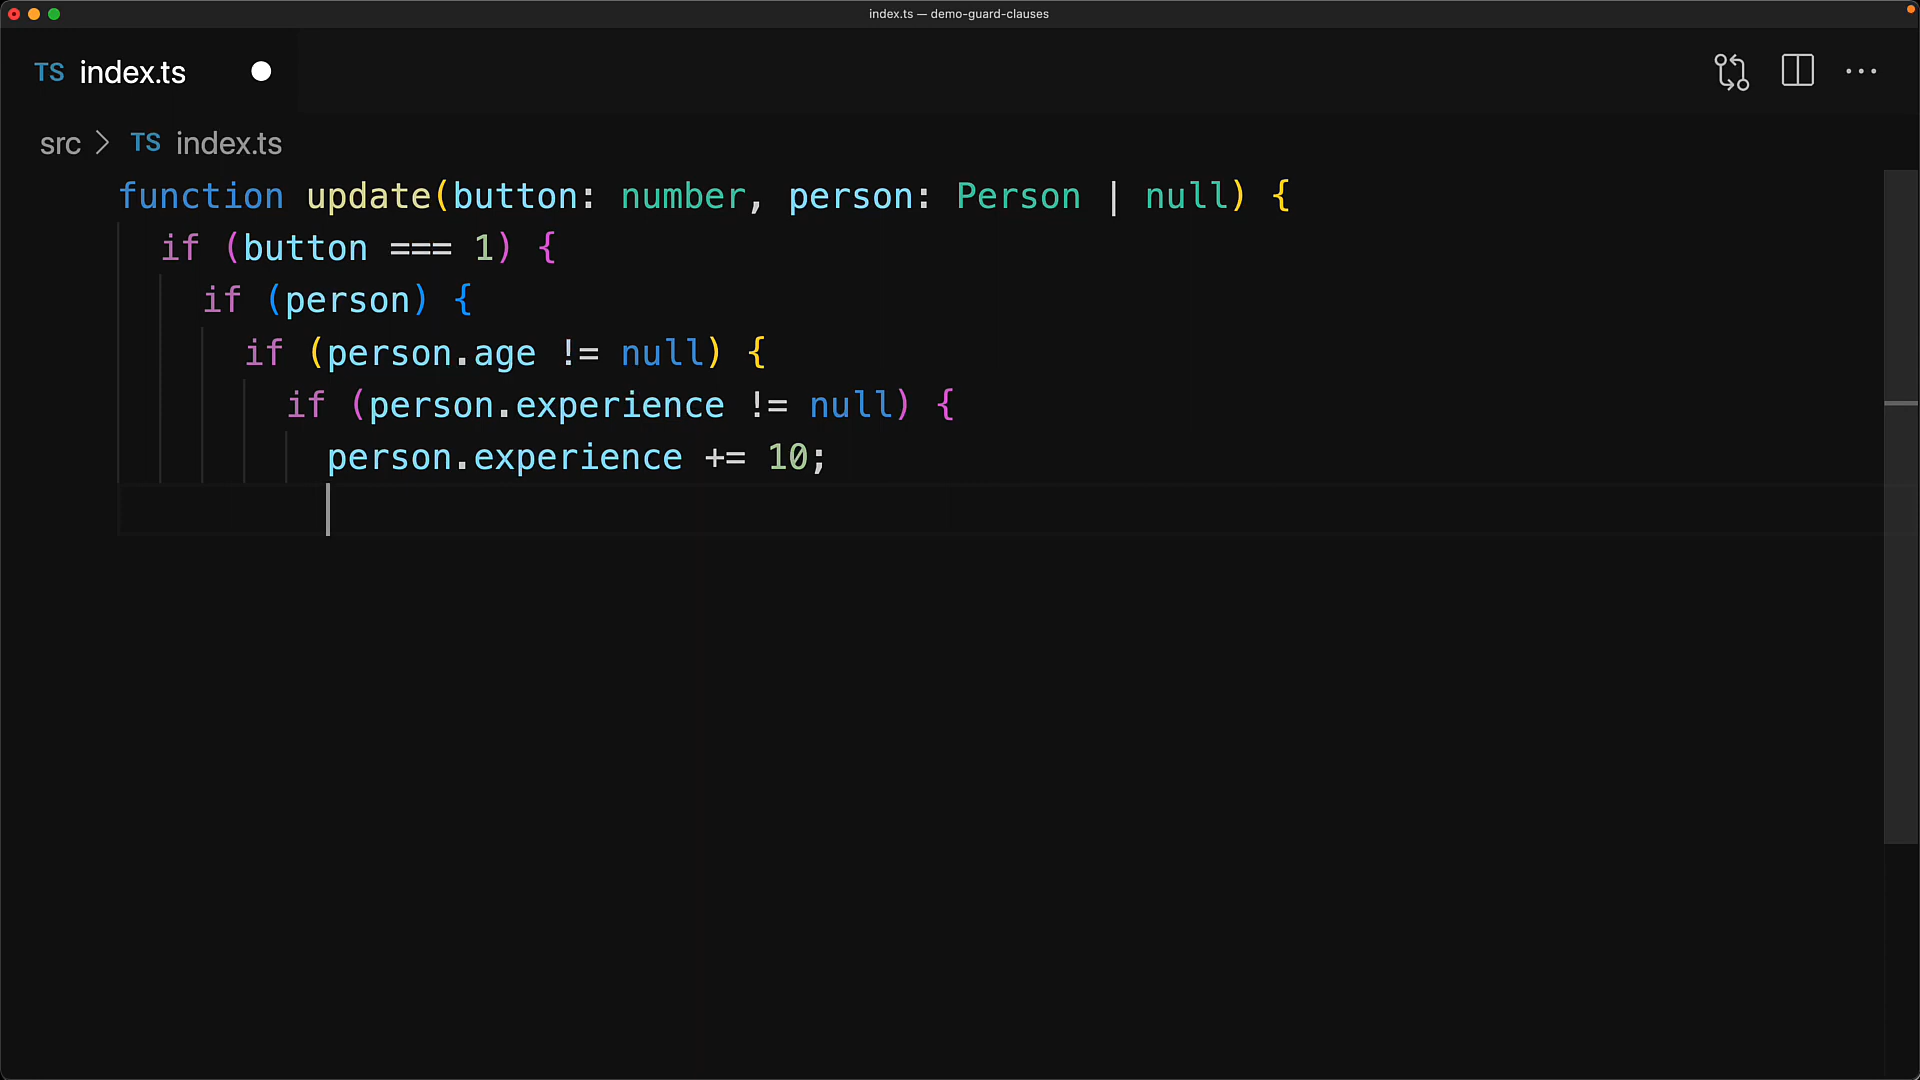 index.ts — demo-guard-clauses
TS index.ts
src > TS index.ts
function update(button: number, person: Person | null) {
if (button === 1) {
if (person) {
if (person.age != null) {
if (person.experience != null) {
person.experience += 10;